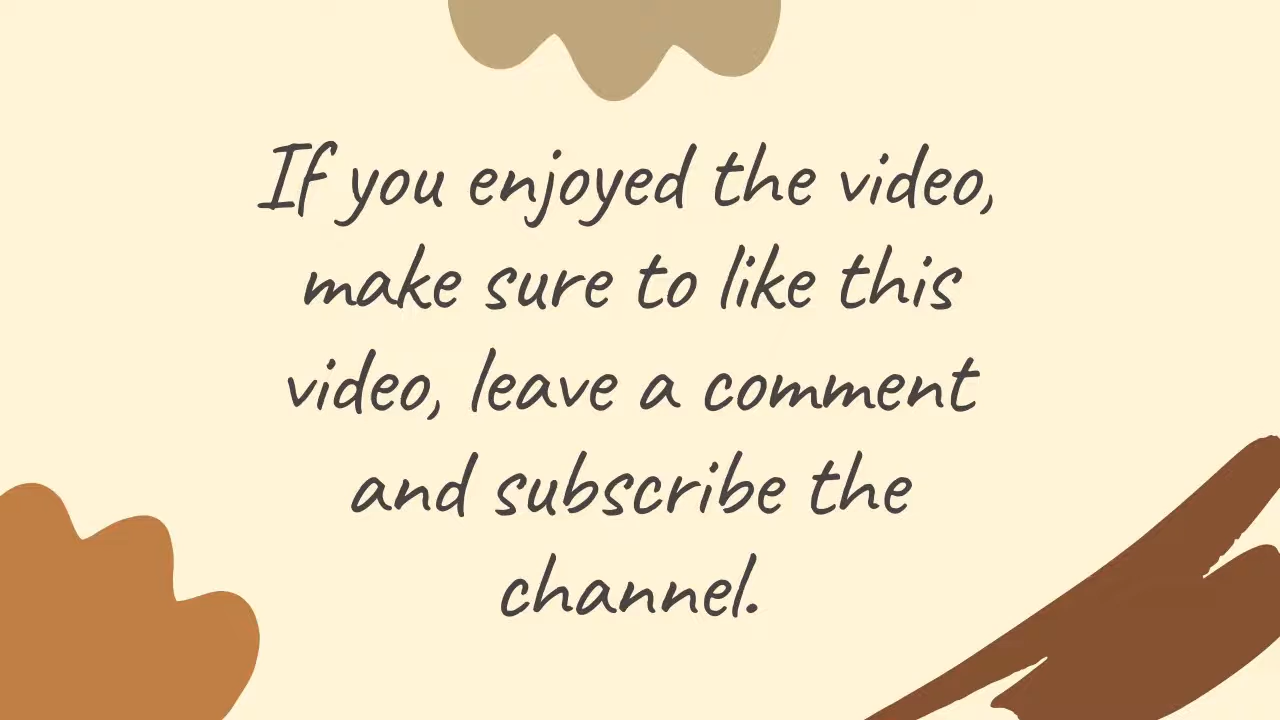 If you enjoyed the video,
make sure to like this
video, leave a comment
and subscribe the
channel.